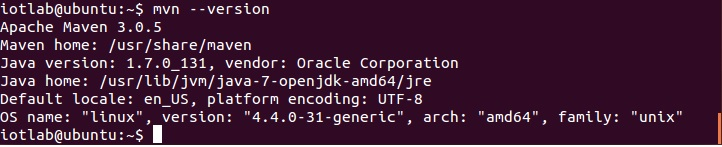 iotlab@ubuntu:~$ mvn --version
Apache Maven 3.0.5
Maven home: /usr/share/maven
Java version: 1.7.0_131, vendor: Oracle Corporation
Java home: /usr/lib/jvm/java-7-openjdk-amd64/jre
Default locale: en_US, platform encoding: UTF-8
OS name: "linux", version: "4.4.0-31-generic", arch: "amd64", family: "unix"
iotlab@ubuntu:~$